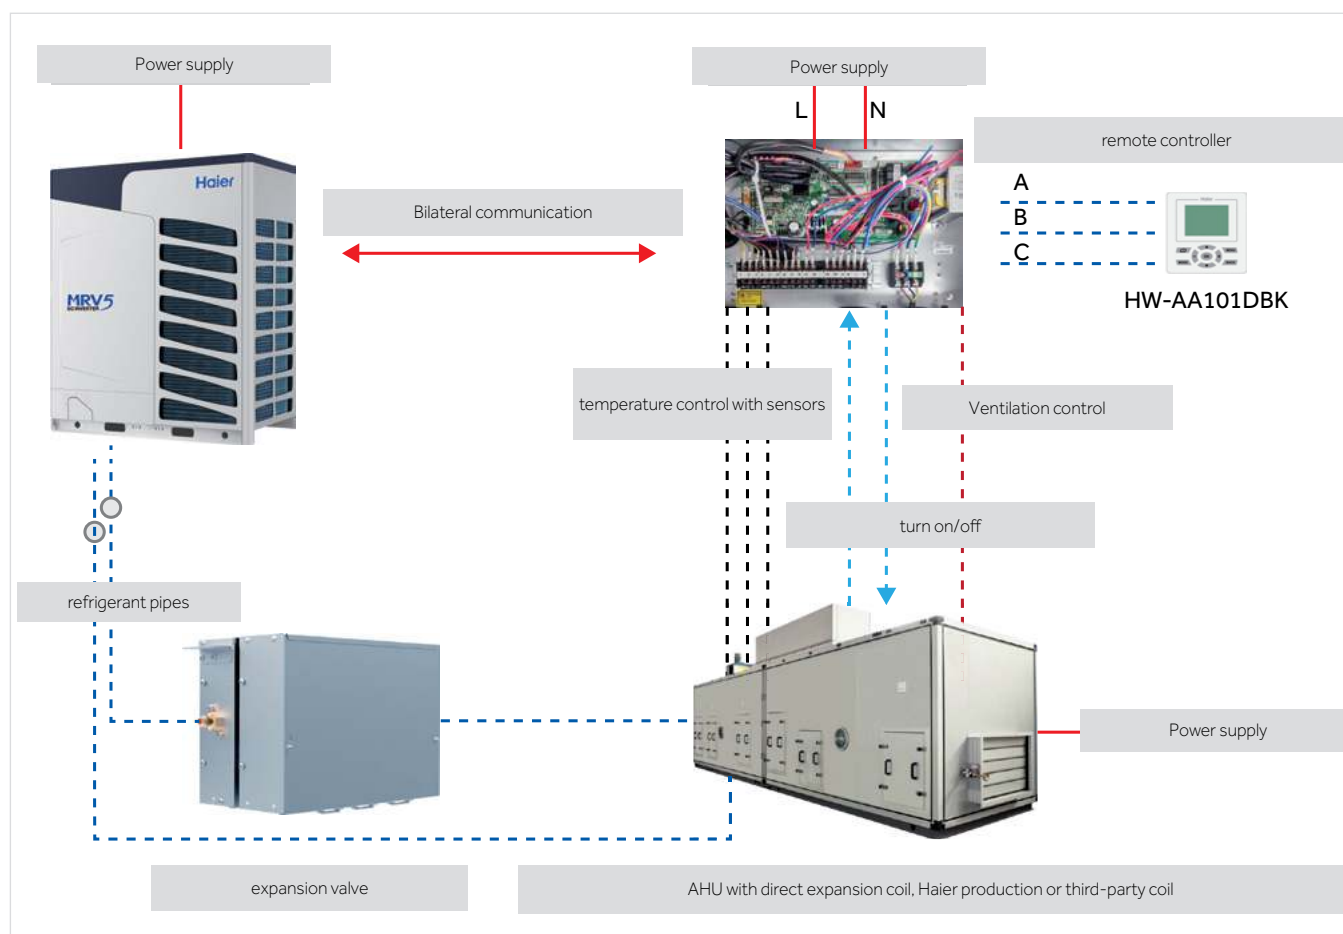 Power supply
Power supply
L
N
remote controller
Haier
A
B
C
Bilateral communication
MRV5
HW-AA101DBK
temperature control with sensors
Ventilation control
turn on/off
refrigerant pipes
Power supply
expansion valve
AHU with direct expansion coil, Haier production or third-party coil